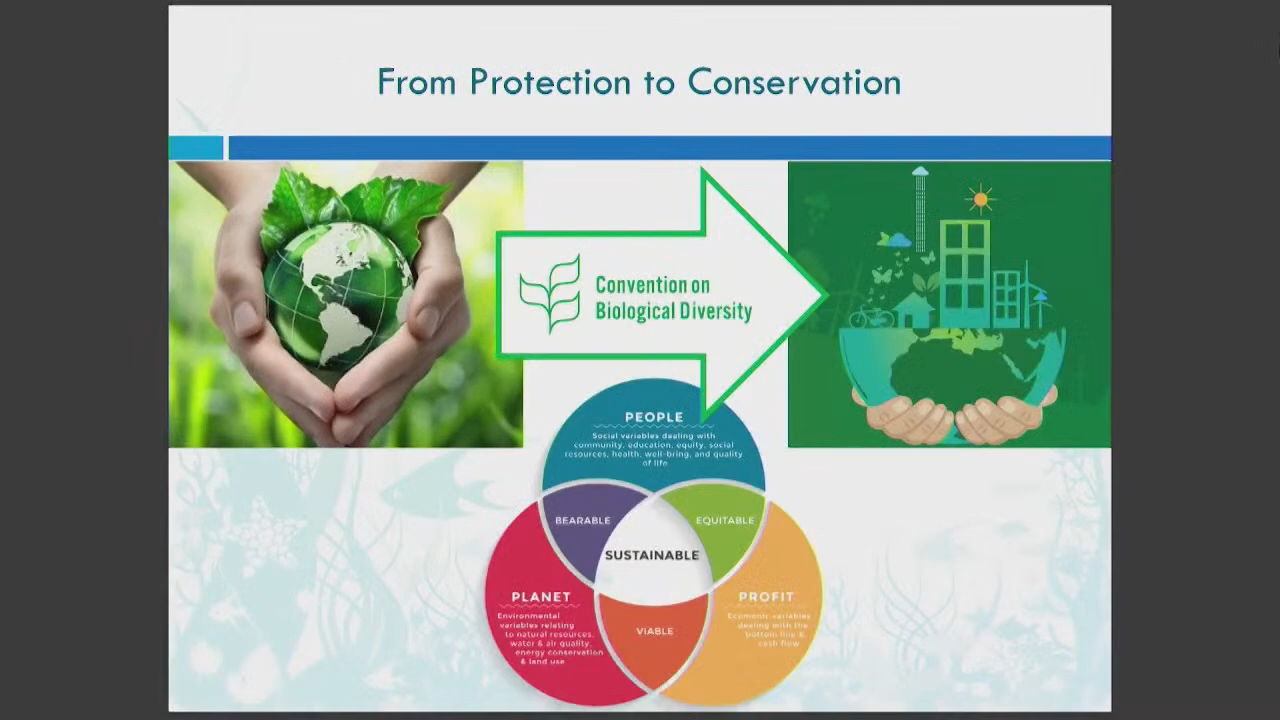 From Protection to Conservation
Convention on
Biological Diversity
PEOPLE
Social variables dealing with
community, education, equity, social
resources, health, well-bring, and quality
of life
BEARABLE
EQUITABLE
SUSTAINABLE
PLANET
Environmental
variables relating
to natural resources,
water & air quality,
energy conservation
& land use
VIABLE
PROFIT
Economic variables
dealing with the
bottom line &
cash flow